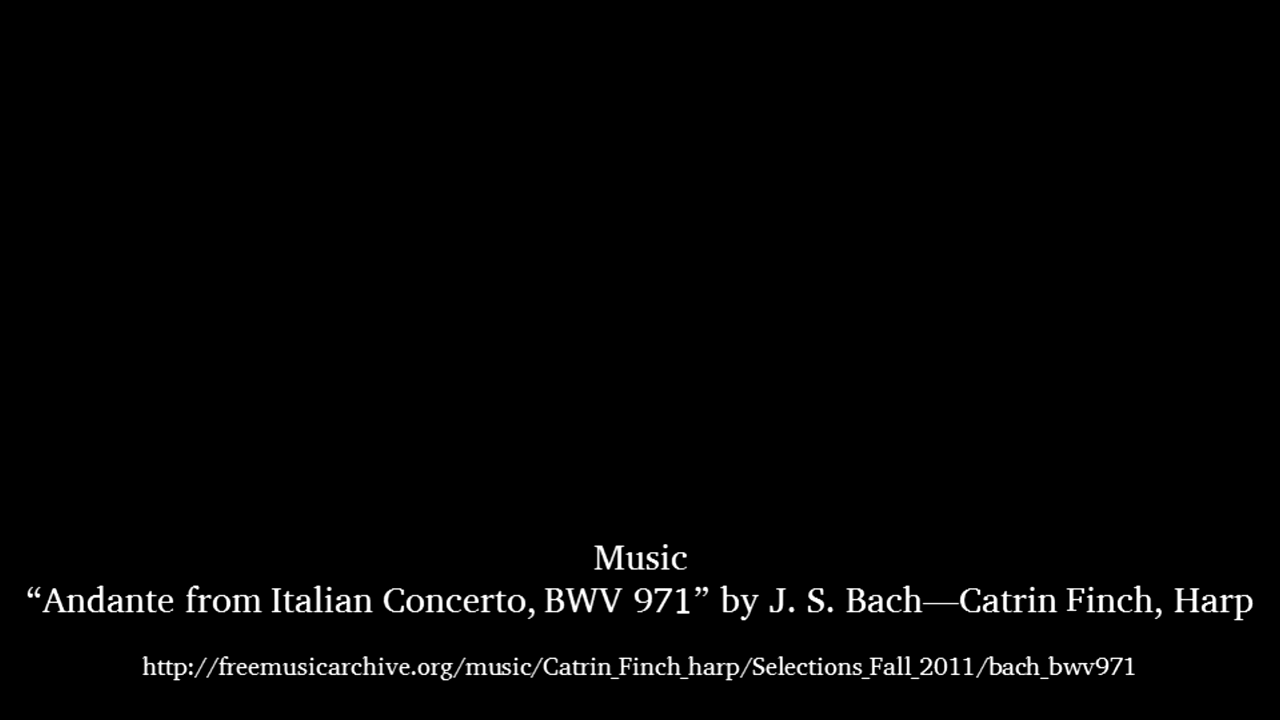 Music
“Andante from Italian Concerto, BWV 971” by J. S. Bach—Catrin Finch, Harp
http://freemusicarchive.org/music/Catrin_Finch_harp/Selections_Fall_2011/bach_bwv971